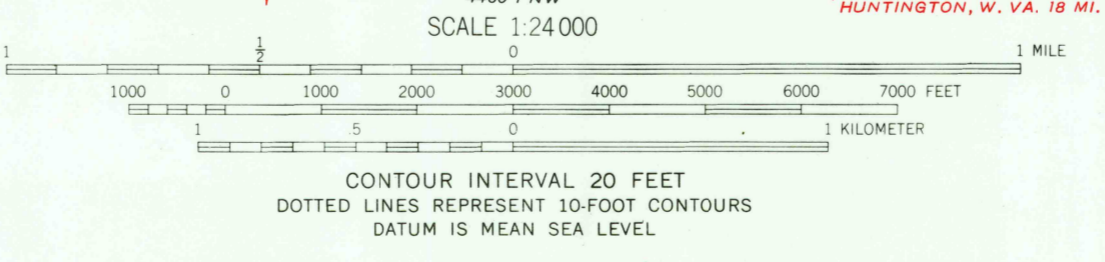 HUNTINGTON, W. VA. 18 MI.
SCALE 1:24 000
1 1/2 0 1 MILE
1000 0 1000 2000 3000 4000 5000 6000 7000 FEET
1 .5 0 1 KILOMETER
CONTOUR INTERVAL 20 FEET
DOTTED LINES REPRESENT 10-FOOT CONTOURS
DATUM IS MEAN SEA LEVEL